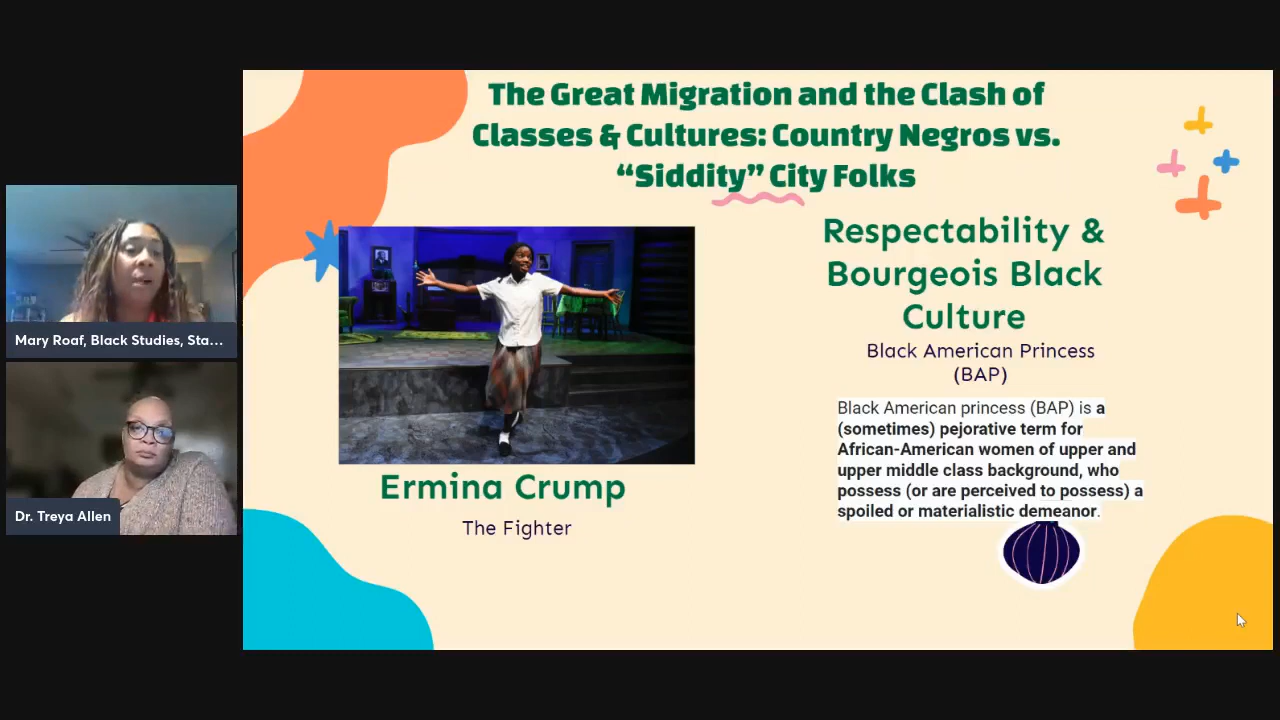 The Great Migration and the Clash of
Classes & Cultures: Country Negros vs.
“Siddity” City Folks
Respectability &
Bourgeois Black
Culture
Black American Princess
(BAP)
Black American princess (BAP) is a
(sometimes) pejorative term for
African-American women of upper and
upper middle class background, who
possess (or are perceived to possess) a
spoiled or materialistic demeanor.
Ermina Crump
The Fighter
Mary Roaf, Black Studies, Sta...
Dr. Treya Allen